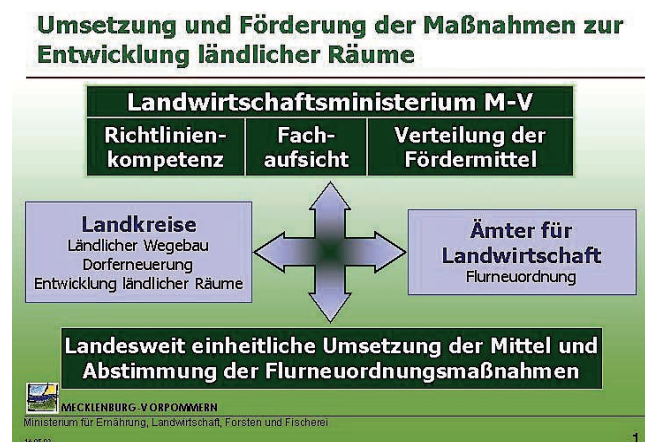 Umsetzung und Förderung der Maßnahmen zur
Entwicklung ländlicher Räume
Landwirtschaftsministerium M-V
Richtlinien-
kompetenz
Fach-
aufsicht
Verteilung der
Fördermittel
Landkreise
Ländlicher Wegebau
Dorferneuerung
Entwicklung ländlicher Räume
Ämter für
Landwirtschaft
Flurneuordnung
Landesweit einheitliche Umsetzung der Mittel und
Abstimmung der Flurneuordnungsmaßnahmen
MECKLENBURG-VORPOMMERN
Ministerium für Ernährung, Landwirtschaft, Forsten und Fischerei
1